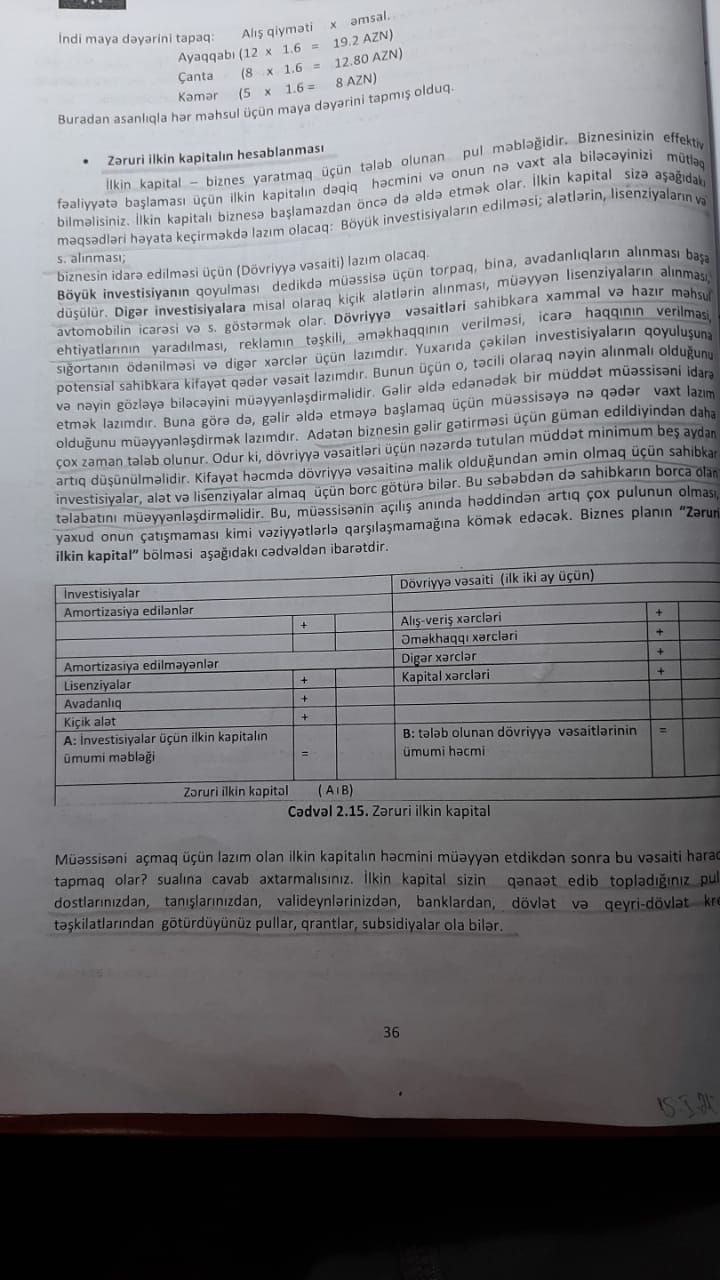 İndi maya dəyərini tapaq: Alış qiyməti x əmsal.
Ayaqqabı (12 x 1.6 = 19.2 AZN)
Çanta (8 x 1.6 = 12.80 AZN)
Kəmər (5 x 1.6 = 8 AZN)
Buradan asanlıqla hər məhsul üçün maya dəyərini tapmış olduq.
• Zəruri ilkin kapitalın hesablanması
İlkin kapital – biznes yaratmaq üçün tələb olunan pul məbləğidir. Biznesinizin effektiv
fəaliyyətə başlaması üçün ilkin kapitalın dəqiq həcmini və onun nə vaxt ala biləcəyinizi mütləq
bilməlisiniz. İlkin kapitalı biznesə başlamazdan öncə də əldə etmək olar. İlkin kapital sizə aşağıdakı
məqsədləri həyata keçirməkdə lazım olacaq: Böyük investisiyaların edilməsi; alətlərin, lisenziyaların və
s. alınması;
biznesin idarə edilməsi üçün (Dövriyyə vəsaiti) lazım olacaq.
Böyük investisiyanın qoyulması dedikdə müəssisə üçün torpaq, bina, avadanlıqların alınması başa
düşülür. Digər investisiyalara misal olaraq kiçik alətlərin alınması, müəyyən lisenziyaların alınması,
avtomobilin icarəsi və s. göstərmək olar. Dövriyyə vəsaitləri sahibkara xammal və hazır məhsul
ehtiyatlarının yaradılması, reklamın təşkili, əməkhaqqının verilməsi, icarə haqqının verilməsi,
sığortanın ödənilməsi və digər xərclər üçün lazımdır. Yuxarıda çəkilən investisiyaların qoyuluşuna
potensial sahibkara kifayət qədər vəsait lazımdır. Bunun üçün o, təcili olaraq nəyin alınmalı olduğunu
və nəyin gözləyə biləcəyini müəyyənləşdirməlidir. Gəlir əldə edənədək bir müddət müəssisəni idarə
etmək lazımdır. Buna görə də, gəlir əldə etməyə başlamaq üçün müəssisəyə nə qədər vaxt lazım
olduğunu müəyyənləşdirmək lazımdır. Adətən biznesin gəlir gətirməsi üçün güman edildiyindən daha
çox zaman tələb olunur. Odur ki, dövriyyə vəsaitləri üçün nəzərdə tutulan müddət minimum beş aydan
artıq düşünülməlidir. Kifayət həcmdə dövriyyə vəsaitinə malik olduğundan əmin olmaq üçün sahibkar
investisiyalar, alət və lisenziyalar almaq üçün borc götürə bilər. Bu səbəbdən də sahibkarın borca olan
tələbatını müəyyənləşdirməlidir. Bu, müəssisənin açılış anında həddindən artıq çox pulunun olması,
yaxud onun çatışmaması kimi vəziyyətlərlə qarşılaşmamağına kömək edəcək. Biznes planın “Zəruri
ilkin kapital” bölməsi aşağıdakı cədvəldən ibarətdir.
İnvestisiyalar Dövriyyə vəsaiti (ilk iki ay üçün)
Amortizasiya edilənlər
+ Alış-veriş xərcləri +
Əməkhaqqı xərcləri +
Amortizasiya edilməyənlər Digər xərclər +
Lisenziyalar + Kapital xərcləri +
Avadanlıq +
Kiçik alət +
A: İnvestisiyalar üçün ilkin kapitalın B: tələb olunan dövriyyə vəsaitlərinin =
ümumi məbləği = ümumi həcmi
Zəruri ilkin kapital ( A I B)
Cədvəl 2.15. Zəruri ilkin kapital
Müəssisəni açmaq üçün lazım olan ilkin kapitalın həcmini müəyyən etdikdən sonra bu vəsaiti
tapmaq olar? sualına cavab axtarmalısınız. İlkin kapital sizin qənaət edib topladığınız pul
dostlarınızdan, tanışlarınızdan, valideynlərinizdən, banklardan, dövlət və qeyri-dövlət
təşkilatlarından götürdüyünüz pullar, qrantlar, subsidiyalar ola bilər.
36